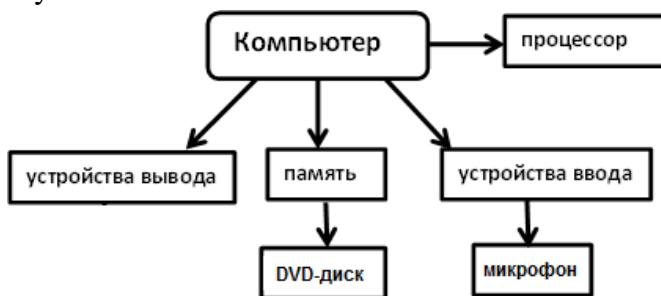 Компьютер
процессор
устройства вывода
память
устройства ввода
DVD-диск
микрофон